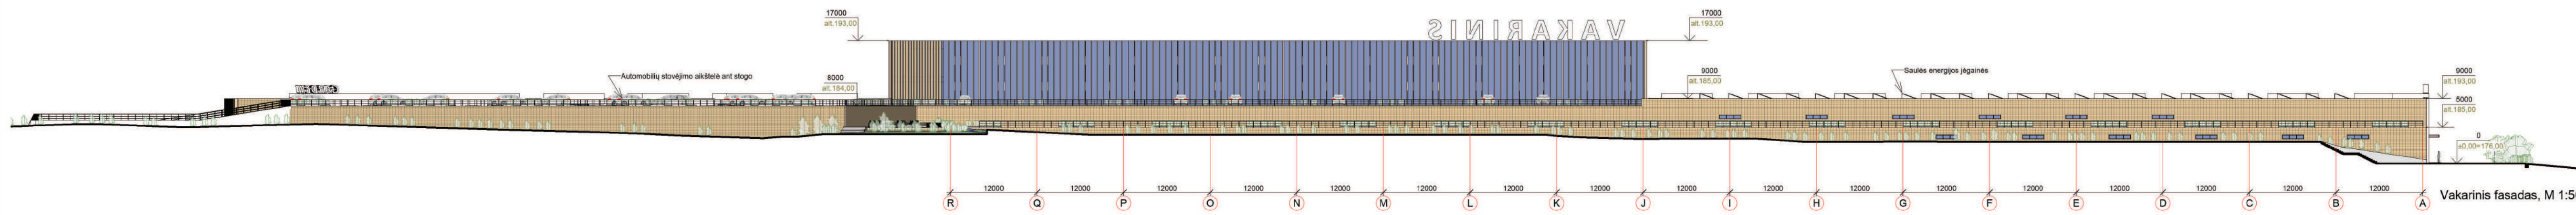 17000
alt.193,00
VAKARINIS
17000
alt.193,00
Automobilių stovėjimo aikštelė ant stogo
8000
alt.184,00
9000
alt.185,00
Saulės energijos jėgainės
9000
alt.193,00
5000
alt.185,00
0
±0,00=176,00
12000 12000 12000 12000 12000 12000 12000 12000 12000 12000 12000 12000 12000 12000 12000 12000 12000
R Q P O N M L K J I H G F E D C B A
Vakarinis fasadas, M 1:5